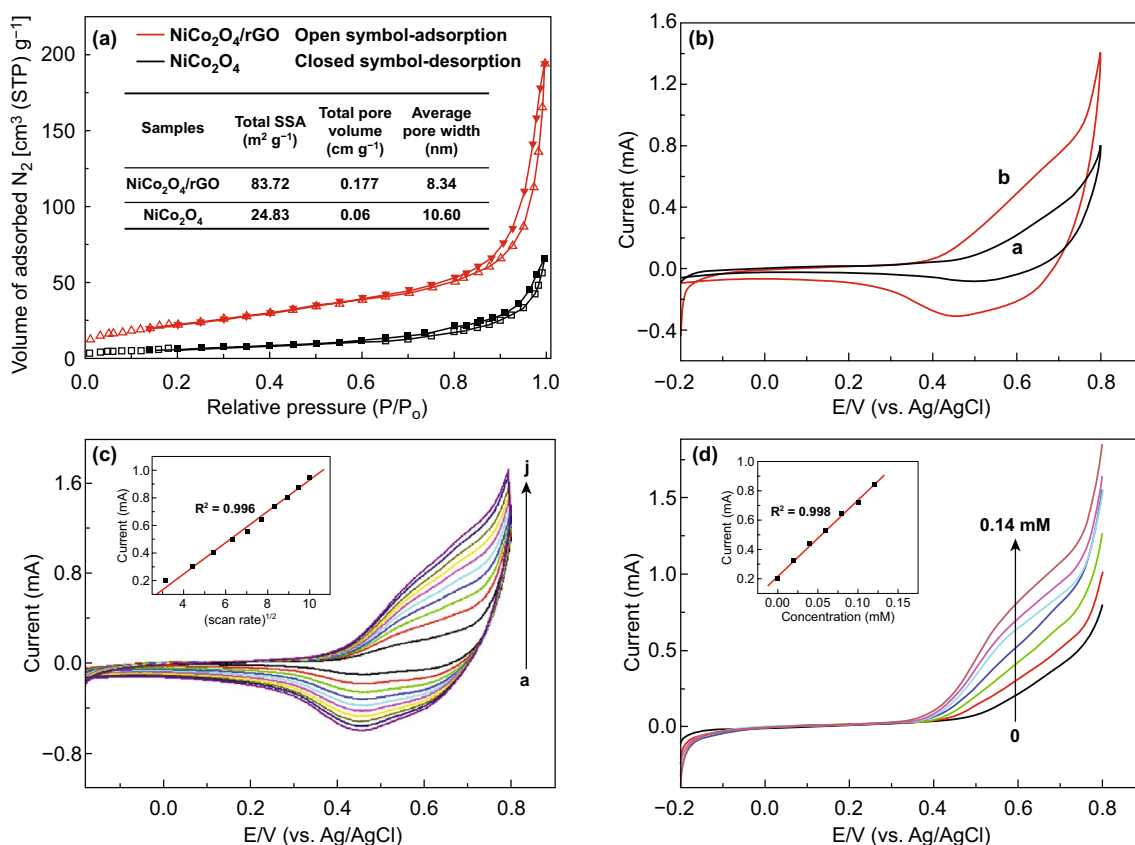 (a)
NiCo₂O₄/rGO Open symbol-adsorption
NiCo₂O₄ Closed symbol-desorption
Samples Total SSA (m² g⁻¹) Total pore volume (cm g⁻¹) Average pore width (nm)
NiCo₂O₄/rGO 83.72 0.177 8.34
NiCo₂O₄ 24.83 0.06 10.60
Volume of adsorbed N₂ [cm³ (STP) g⁻¹]
200
150
100
50
0
0.0 0.2 0.4 0.6 0.8 1.0
Relative pressure (P/Pₒ)
(b)
b
a
Current (mA)
1.6
1.2
0.8
0.4
0.0
−0.4
−0.2 0.0 0.2 0.4 0.6 0.8
E/V (vs. Ag/AgCl)
(c)
j
a
Current (mA)
1.6
0.8
0.0
−0.8
0.0 0.2 0.4 0.6 0.8
E/V (vs. Ag/AgCl)
R² = 0.996
Current (mA)
1.0
0.8
0.6
0.4
0.2
4 6 8 10
(scan rate)¹/²
(d)
0.14 mM
0
Current (mA)
1.5
1.0
0.5
0.0
−0.2 0.0 0.2 0.4 0.6 0.8
E/V (vs. Ag/AgCl)
R² = 0.998
Current (mA)
1.0
0.8
0.6
0.4
0.2
0.00 0.05 0.10 0.15
Concentration (mM)